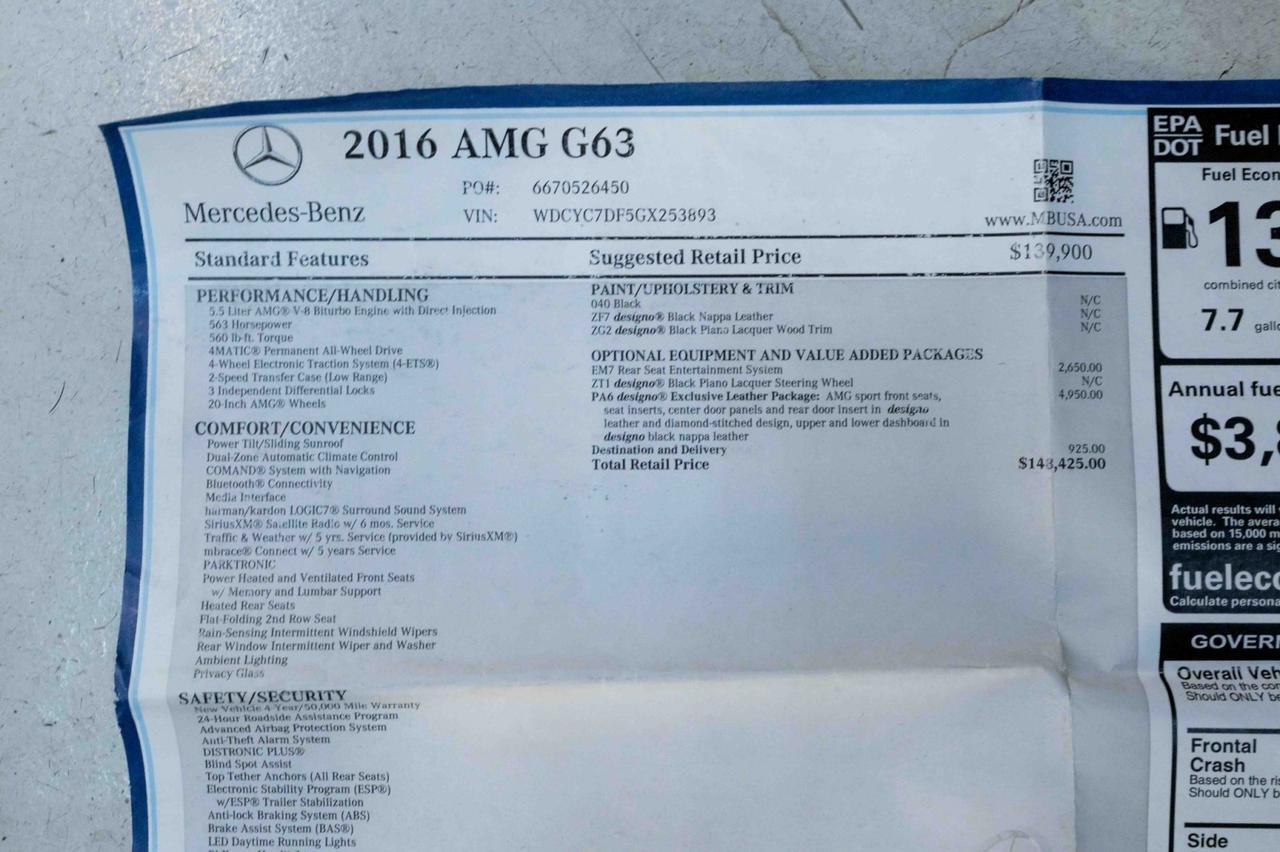 2016 AMG G63
PO#: 6670526450
Mercedes-Benz
VIN: WDCYC7DF5GX253893
www.MBUSA.com
Standard Features
Suggested Retail Price $139,900
PERFORMANCE/HANDLING
5.5 Liter AMG® V-8 Biturbo Engine with Direct Injection
563 Horsepower
560 lb-ft. Torque
4MATIC® Permanent All-Wheel Drive
4-Wheel Electronic Traction System (4-ETS®)
2-Speed Transfer Case (Low Range)
3 Independent Differential Locks
20-Inch AMG® Wheels
COMFORT/CONVENIENCE
Power Tilt/Sliding Sunroof
Dual-Zone Automatic Climate Control
COMAND® System with Navigation
Bluetooth® Connectivity
Media Interface
harman/kardon LOGIC7® Surround Sound System
SiriusXM® Satellite Radio w/ 6 mos. Service
Traffic & Weather w/ 5 yrs. Service (provided by SiriusXM®)
mbrace® Connect w/ 5 years Service
PARKTRONIC
Power Heated and Ventilated Front Seats
w/ Memory and Lumbar Support
Heated Rear Seats
Flat-Folding 2nd Row Seat
Rain-Sensing Intermittent Windshield Wipers
Rear Window Intermittent Wiper and Washer
Ambient Lighting
Privacy Glass
SAFETY/SECURITY
New Vehicle 4-Year/50,000 Mile Warranty
24-Hour Roadside Assistance Program
Advanced Airbag Protection System
Anti-Theft Alarm System
DISTRONIC PLUS®
Blind Spot Assist
Top Tether Anchors (All Rear Seats)
Electronic Stability Program (ESP®)
w/ESP® Trailer Stabilization
Anti-lock Braking System (ABS)
Brake Assist System (BAS®)
LED Daytime Running Lights
PAINT/UPHOLSTERY & TRIM
040 Black N/C
ZF7 designo® Black Nappa Leather N/C
ZG2 designo® Black Piano Lacquer Wood Trim N/C
OPTIONAL EQUIPMENT AND VALUE ADDED PACKAGES
EM7 Rear Seat Entertainment System 2,650.00
ZT1 designo® Black Piano Lacquer Steering Wheel N/C
PA6 designo® Exclusive Leather Package: AMG sport front seats, 4,950.00
seat inserts, center door panels and rear door insert in designo
leather and diamond-stitched design, upper and lower dashboard in
designo black nappa leather
Destination and Delivery 925.00
Total Retail Price $148,425.00
EPA
DOT
Fuel
Fuel Econ
13
combined cit
7.7 gallo
Annual fue
$3,
Actual results will
vehicle. The avera
based on 15,000 m
emissions are a sig
fueleco
Calculate persona
GOVERN
Overall Veh
Based on the com
Should ONLY be
Frontal
Crash
Based on the ris
Should ONLY b
Side